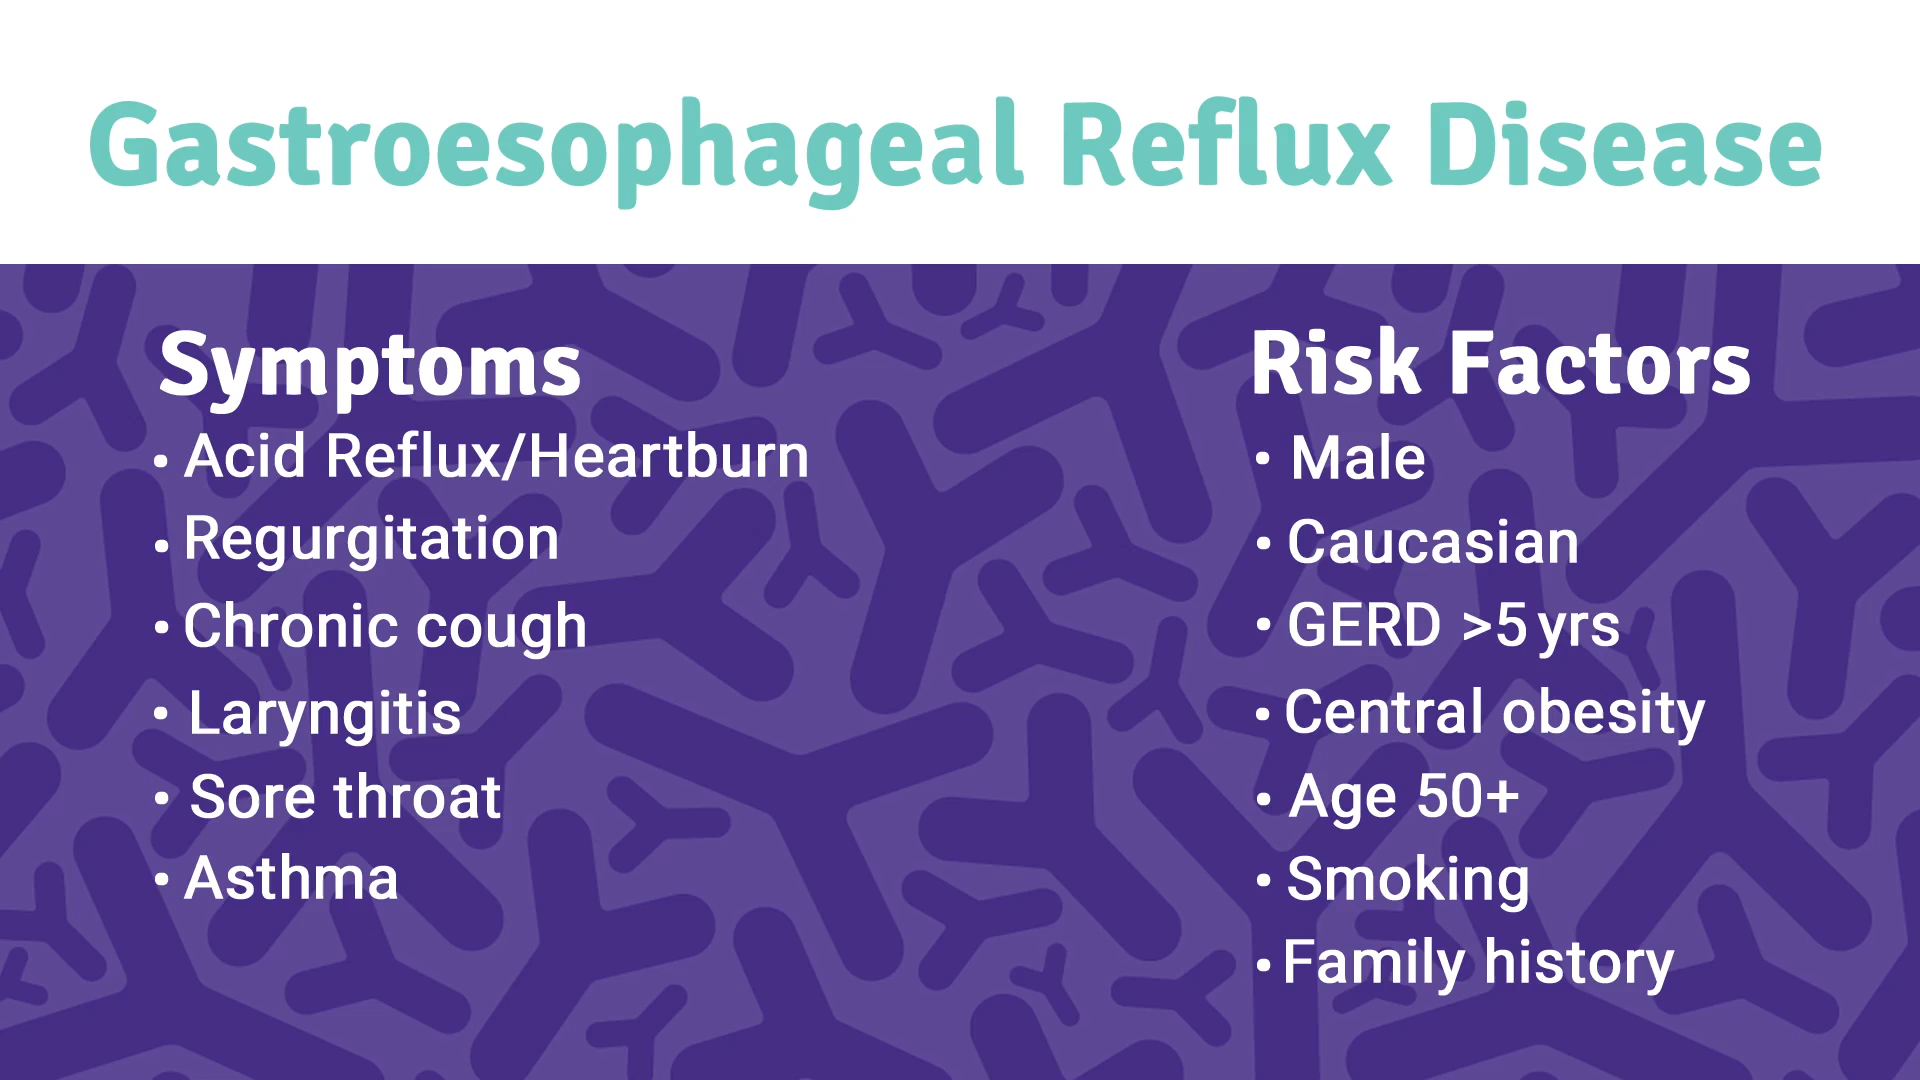 Gastroesophageal Reflux Disease
Symptoms
• Acid Reflux/Heartburn
• Regurgitation
• Chronic cough
• Laryngitis
• Sore throat
• Asthma
Risk Factors
• Male
• Caucasian
• GERD >5 yrs
• Central obesity
• Age 50+
• Smoking
• Family history